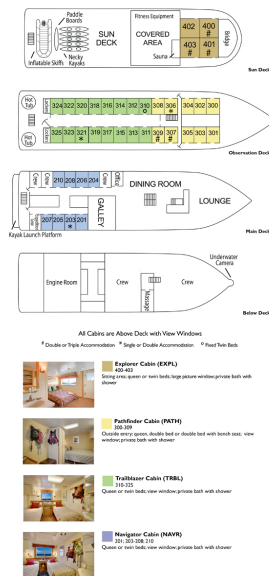 Paddle
Boards
Inflatable Skiffs
Necky
Kayaks
SUN
DECK
Fitness Equipment
COVERED
AREA
Sauna
402 400
#
403 401
# #
Bridge
Sun Deck
Hot
Tub
Hot
Tub
324 322 320 318 316 314 312 310 308 306 304 302 300
O *
325 323 321 319 317 315 313 311 309 307 305 303 301
* # #
Observation Deck
Crew 210 208 206 204 Crew Office
DINING ROOM
LOUNGE
GALLEY
207 205 203 201
*
Kayak Launch Platform
Main Deck
Engine Room
Crew
Massage
Crew
Underwater
Camera
Below Deck
All Cabins are Above Deck with View Windows
# Double or Triple Accommodation * Single or Double Accommodation O Fixed Twin Beds
Explorer Cabin (EXPL)
400-403
Sitting area; queen or twin beds; large picture window; private bath with
shower
Pathfinder Cabin (PATH)
300-309
Outside entry; queen, double bed or double bed with bench seat; view
window; private bath with shower
Trailblazer Cabin (TRBL)
310-325
Queen or twin beds; view window; private bath with shower
Navigator Cabin (NAVR)
201; 203-208; 210
Queen or twin beds; view window; private bath with shower